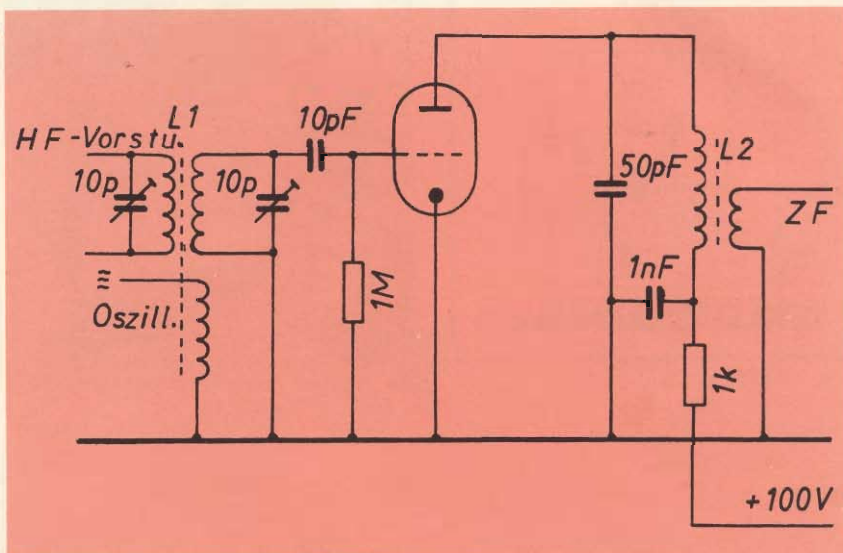 L1
HF-Vorstu.
10p
10p
10pF
1M
Oszill.
50pF
L2
ZF
1nF
1k
+100V